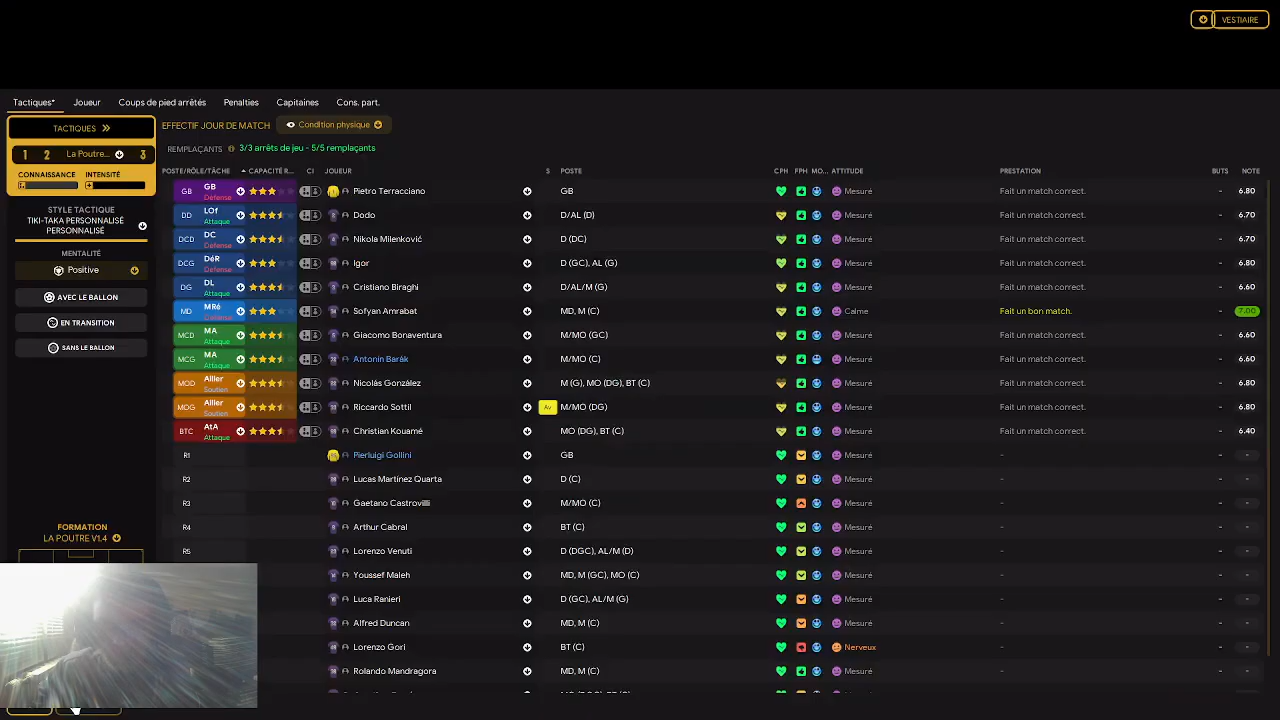 VESTIAIRE
Tactiques* Joueur Coups de pied arrêtés Penalties Capitaines Cons. part.
TACTIQUES
1 2 La Poutre... 3
CONNAISSANCE INTENSITÉ
STYLE TACTIQUE
TIKI-TAKA PERSONNALISÉ
PERSONNALISÉ
MENTALITÉ
Positive
AVEC LE BALLON
EN TRANSITION
SANS LE BALLON
FORMATION
LA POUTRE V1.4
EFFECTIF JOUR DE MATCH Condition physique
REMPLAÇANTS 3/3 arrêts de jeu - 5/5 remplaçants
POSTE/RÔLE/TÂCHE CAPACITÉ R... CI JOUEUR S POSTE CPH FPH MO... ATTITUDE PRESTATION BUTS NOTE
GB GB Défense Pietro Terracciano GB Mesuré Fait un match correct. - 6.80
DD LOf Attaque Dodo D/AL (D) Mesuré Fait un match correct. - 6.70
DCD DC Défense Nikola Milenković D (DC) Mesuré Fait un match correct. - 6.70
DCG DéR Défense Igor D (GC), AL (G) Mesuré Fait un match correct. - 6.80
DG DL Attaque Cristiano Biraghi D/AL/M (G) Mesuré Fait un match correct. - 6.60
MD MRé Défense Sofyan Amrabat MD, M (C) Calme Fait un bon match. - 7.00
MCD MA Attaque Giacomo Bonaventura M/MO (GC) Mesuré Fait un match correct. - 6.60
MCG MA Attaque Antonín Barák M/MO (C) Mesuré Fait un match correct. - 6.60
MOD Ailier Soutien Nicolás González M (G), MO (DG), BT (C) Mesuré Fait un match correct. - 6.80
MOG Ailier Soutien Riccardo Sottil Av M/MO (DG) Mesuré Fait un match correct. - 6.80
BTC AtA Attaque Christian Kouamé MO (DG), BT (C) Mesuré Fait un match correct. - 6.40
R1 Pierluigi Gollini GB Mesuré - - -
R2 Lucas Martínez Quarta D (C) Mesuré - - -
R3 Gaetano Castrovilli M/MO (C) Mesuré - - -
R4 Arthur Cabral BT (C) Mesuré - - -
R5 Lorenzo Venuti D (DGC), AL/M (D) Mesuré - - -
Youssef Maleh MD, M (GC), MO (C) Mesuré - - -
Luca Ranieri D (GC), AL/M (G) Mesuré - - -
Alfred Duncan MD, M (C) Mesuré - - -
Lorenzo Gori BT (C) Nerveux - - -
Rolando Mandragora MD, M (C) Mesuré - - -